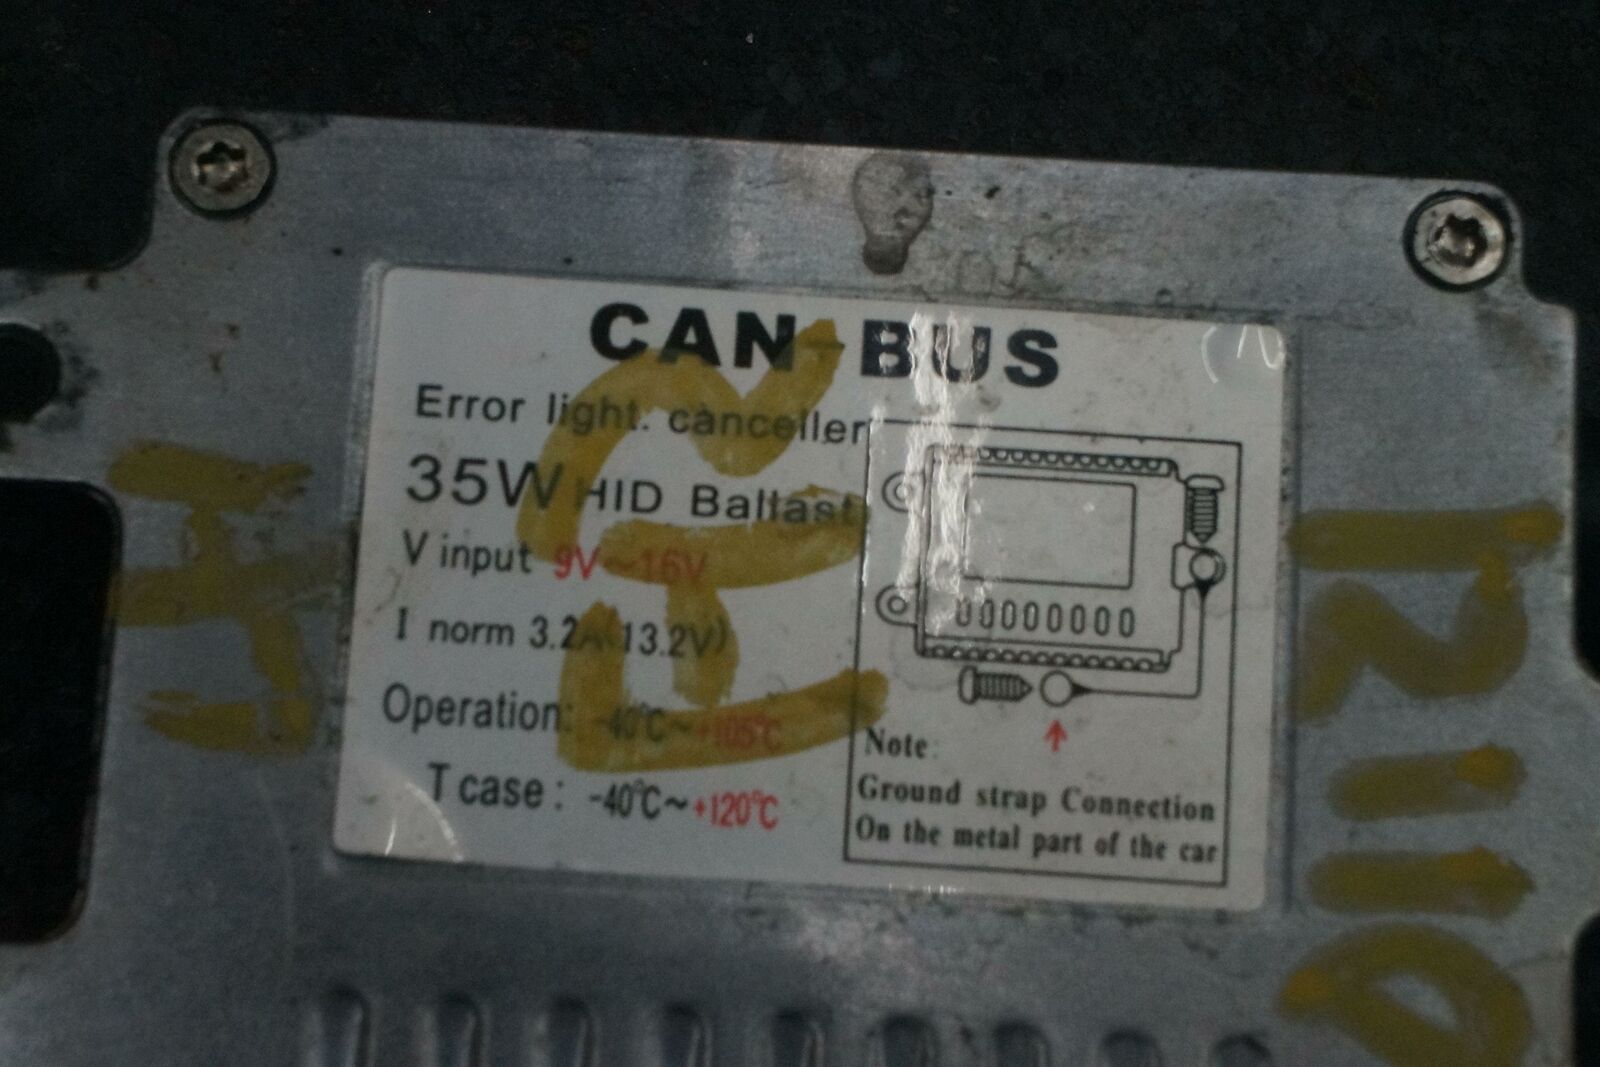 CAN-BUS
Error light. canceller
35W HID Ballast
V input 9V~16V
I norm 3.2A(13.2V)
Operation: -40℃~+105℃
T case: -40℃~+120℃
Note:
Ground strap Connection
On the metal part of the car